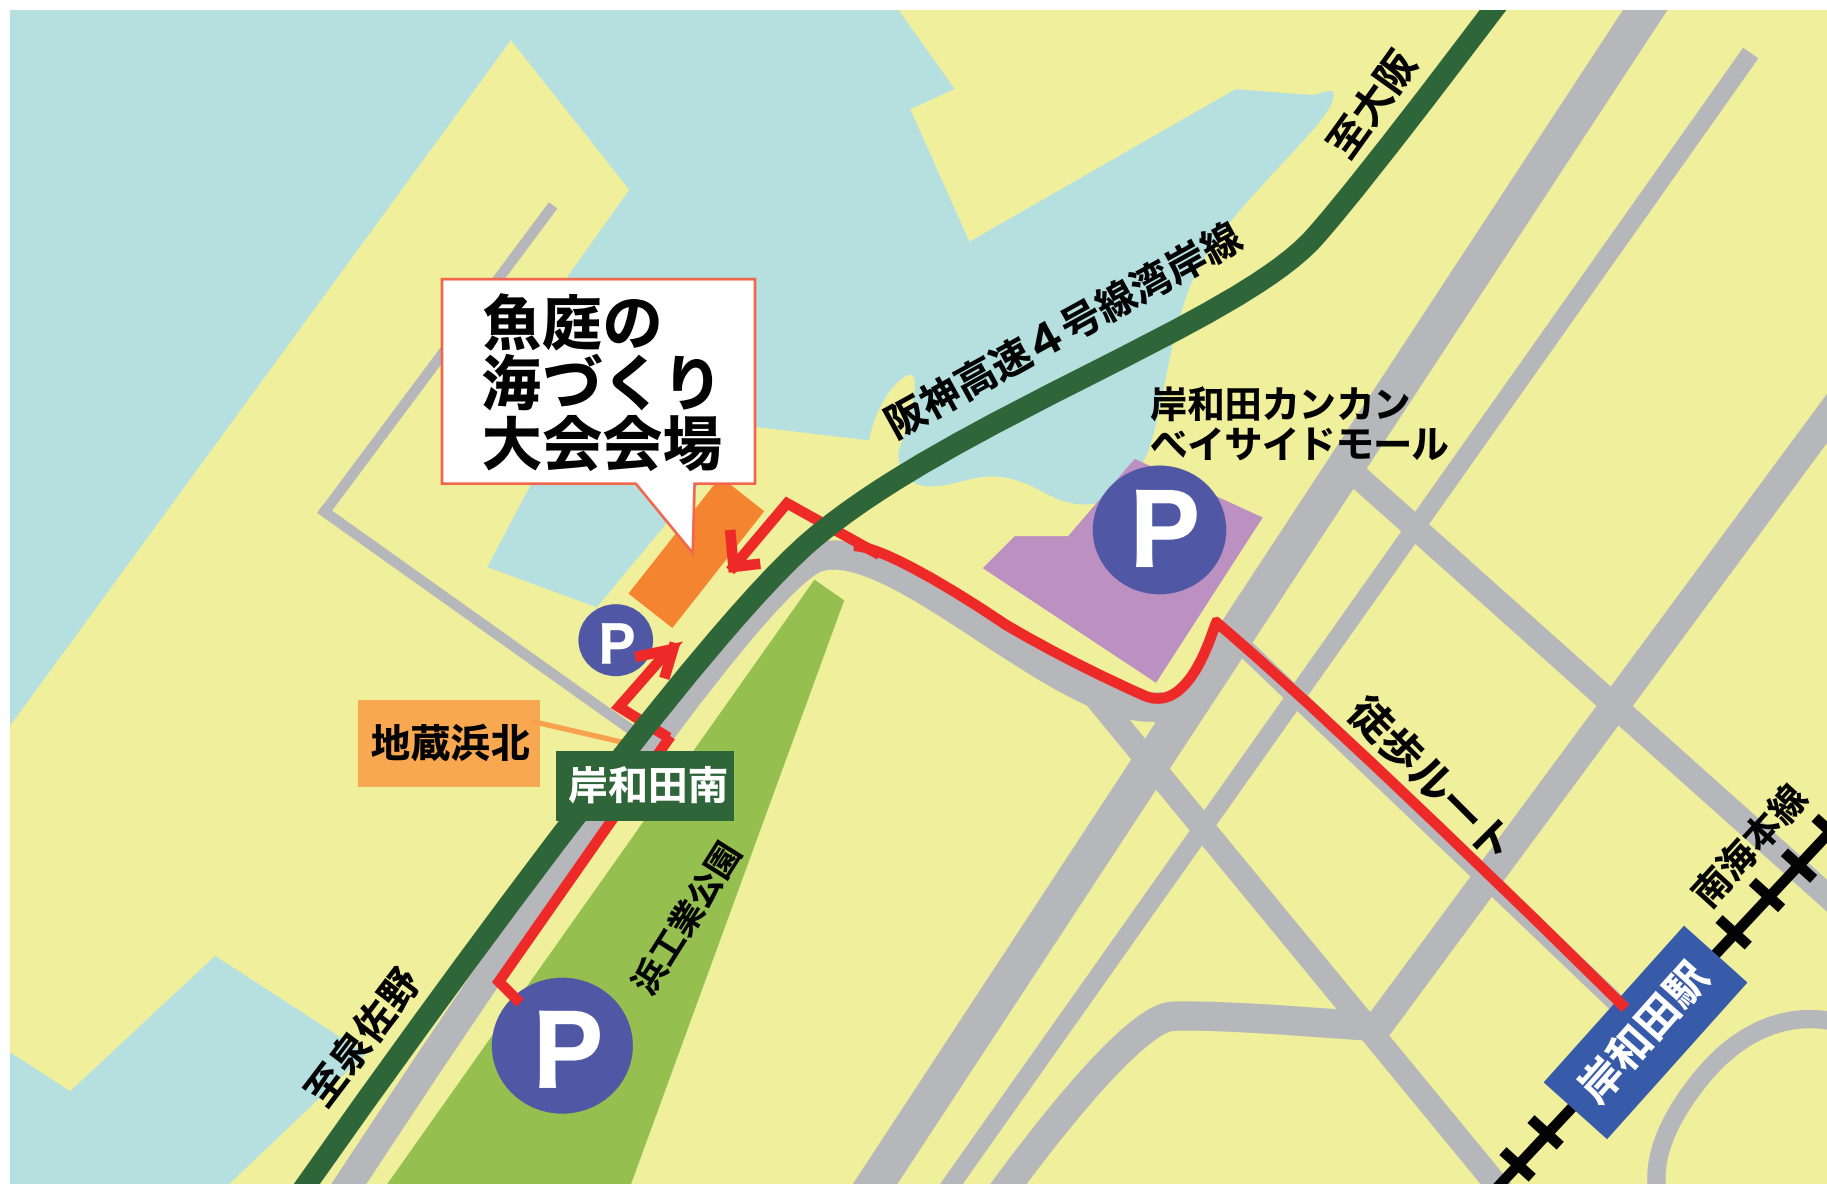 至大阪
阪神高速4号線湾岸線
魚庭の
海づくり
大会会場
岸和田カンカン
ベイサイドモール
P
P
地蔵浜北
岸和田南
徒歩ルート
南海本線
浜工業公園
至泉佐野
P
岸和田駅